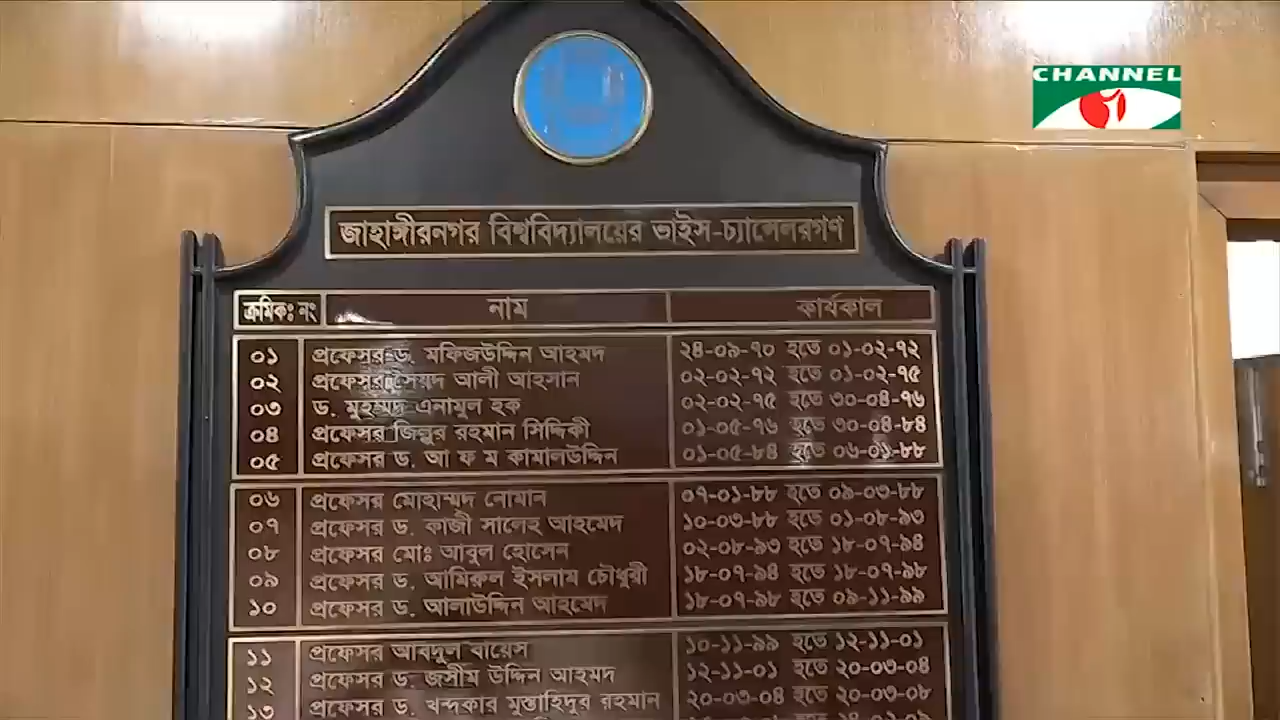 CHANNEL
জাহাঙ্গীরনগর বিশ্ববিদ্যালয়ের ভাইস-চ্যান্সেলরগণ
ক্রমিকঃ নং নাম কার্যকাল
০১ প্রফেসর ড. মফিজউদ্দিন আহমদ ২৪-০৯-৭০ হতে ০১-০২-৭২
০২ প্রফেসর সৈয়দ আলী আহসান ০২-০২-৭২ হতে ০১-০২-৭৫
০৩ ড. মুহম্মদ এনামুল হক ০২-০২-৭৫ হতে ৩০-০৪-৭৬
০৪ প্রফেসর জিল্লুর রহমান সিদ্দিকী ০১-০৫-৭৬ হতে ৩০-০৪-৮৪
০৫ প্রফেসর ড. আ ফ ম কামালউদ্দিন ০১-০৫-৮৪ হতে ০৬-০১-৮৮
০৬ প্রফেসর মোহাম্মদ নোমান ০৭-০১-৮৮ হতে ০৯-০৩-৮৮
০৭ প্রফেসর ড. কাজী সালেহ আহমেদ ১০-০৩-৮৮ হতে ০১-০৮-৯৩
০৮ প্রফেসর মোঃ আবুল হোসেন ০২-০৮-৯৩ হতে ১৮-০৭-৯৪
০৯ প্রফেসর ড. আমিরুল ইসলাম চৌধুরী ১৮-০৭-৯৪ হতে ১৮-০৭-৯৮
১০ প্রফেসর ড. আলাউদ্দিন আহমেদ ১৮-০৭-৯৮ হতে ০৯-১১-৯৯
১১ প্রফেসর আবদুল বায়েস ১০-১১-৯৯ হতে ১২-১১-০১
১২ প্রফেসর ড. জসীম উদ্দিন আহমদ ১২-১১-০১ হতে ২০-০৩-০৪
১৩ প্রফেসর ড. খন্দকার মুস্তাহিদুর রহমান ২০-০৩-০৪ হতে ২০-০৩-০৮